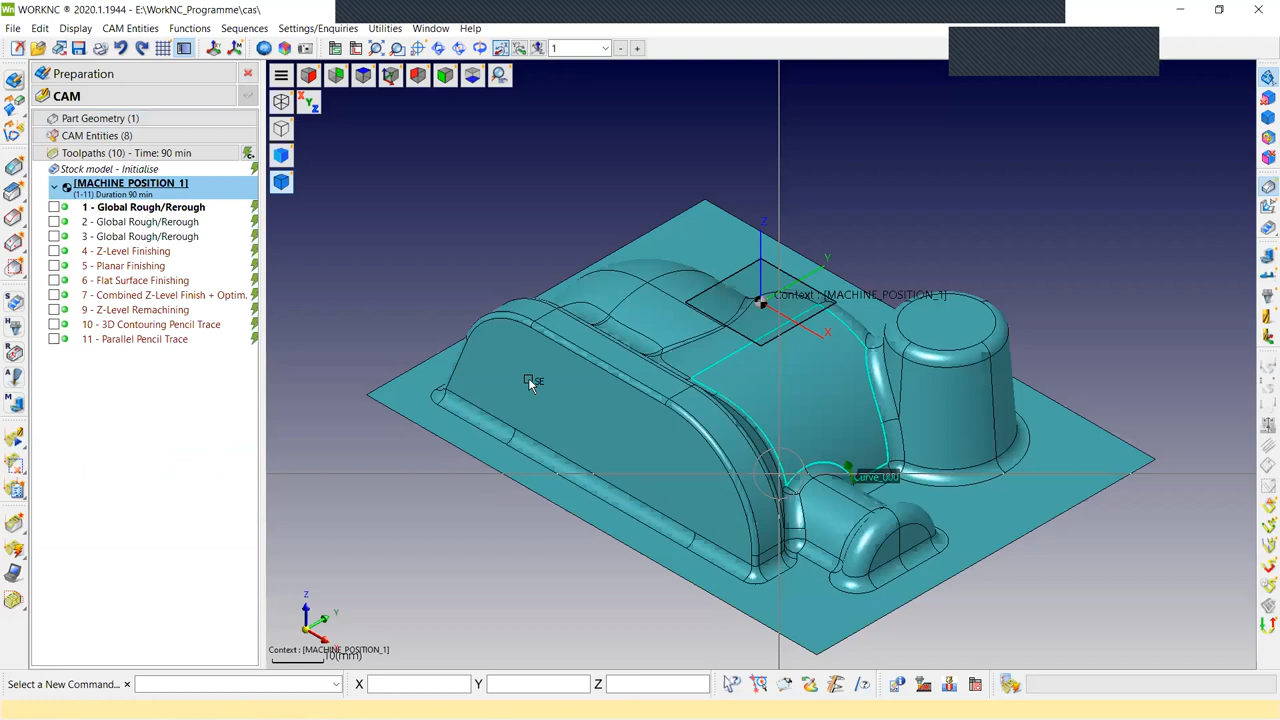 WORKNC ® 2020.1.1944 - E:\WorkNC_Programme\cas\
File Edit Display CAM Entities Functions Sequences Settings/Enquiries Utilities Window Help
1
- +
Preparation
CAM
Part Geometry (1)
CAM Entities (8)
Toolpaths (10) - Time: 90 min
Stock model - Initialise
[MACHINE POSITION 1]
(1-11) Duration 90 min
1 - Global Rough/Rerough
2 - Global Rough/Rerough
3 - Global Rough/Rerough
4 - Z-Level Finishing
5 - Planar Finishing
6 - Flat Surface Finishing
7 - Combined Z-Level Finish + Optim.
9 - Z-Level Remachining
10 - 3D Contouring Pencil Trace
11 - Parallel Pencil Trace
X Y Z
Z
Y
Context : [MACHINE_POSITION_1]
X
SE
Curve_000
Z
Y
X
Context : [MACHINE_POSITION_1]
10(mm)
Select a New Command... X Y Z